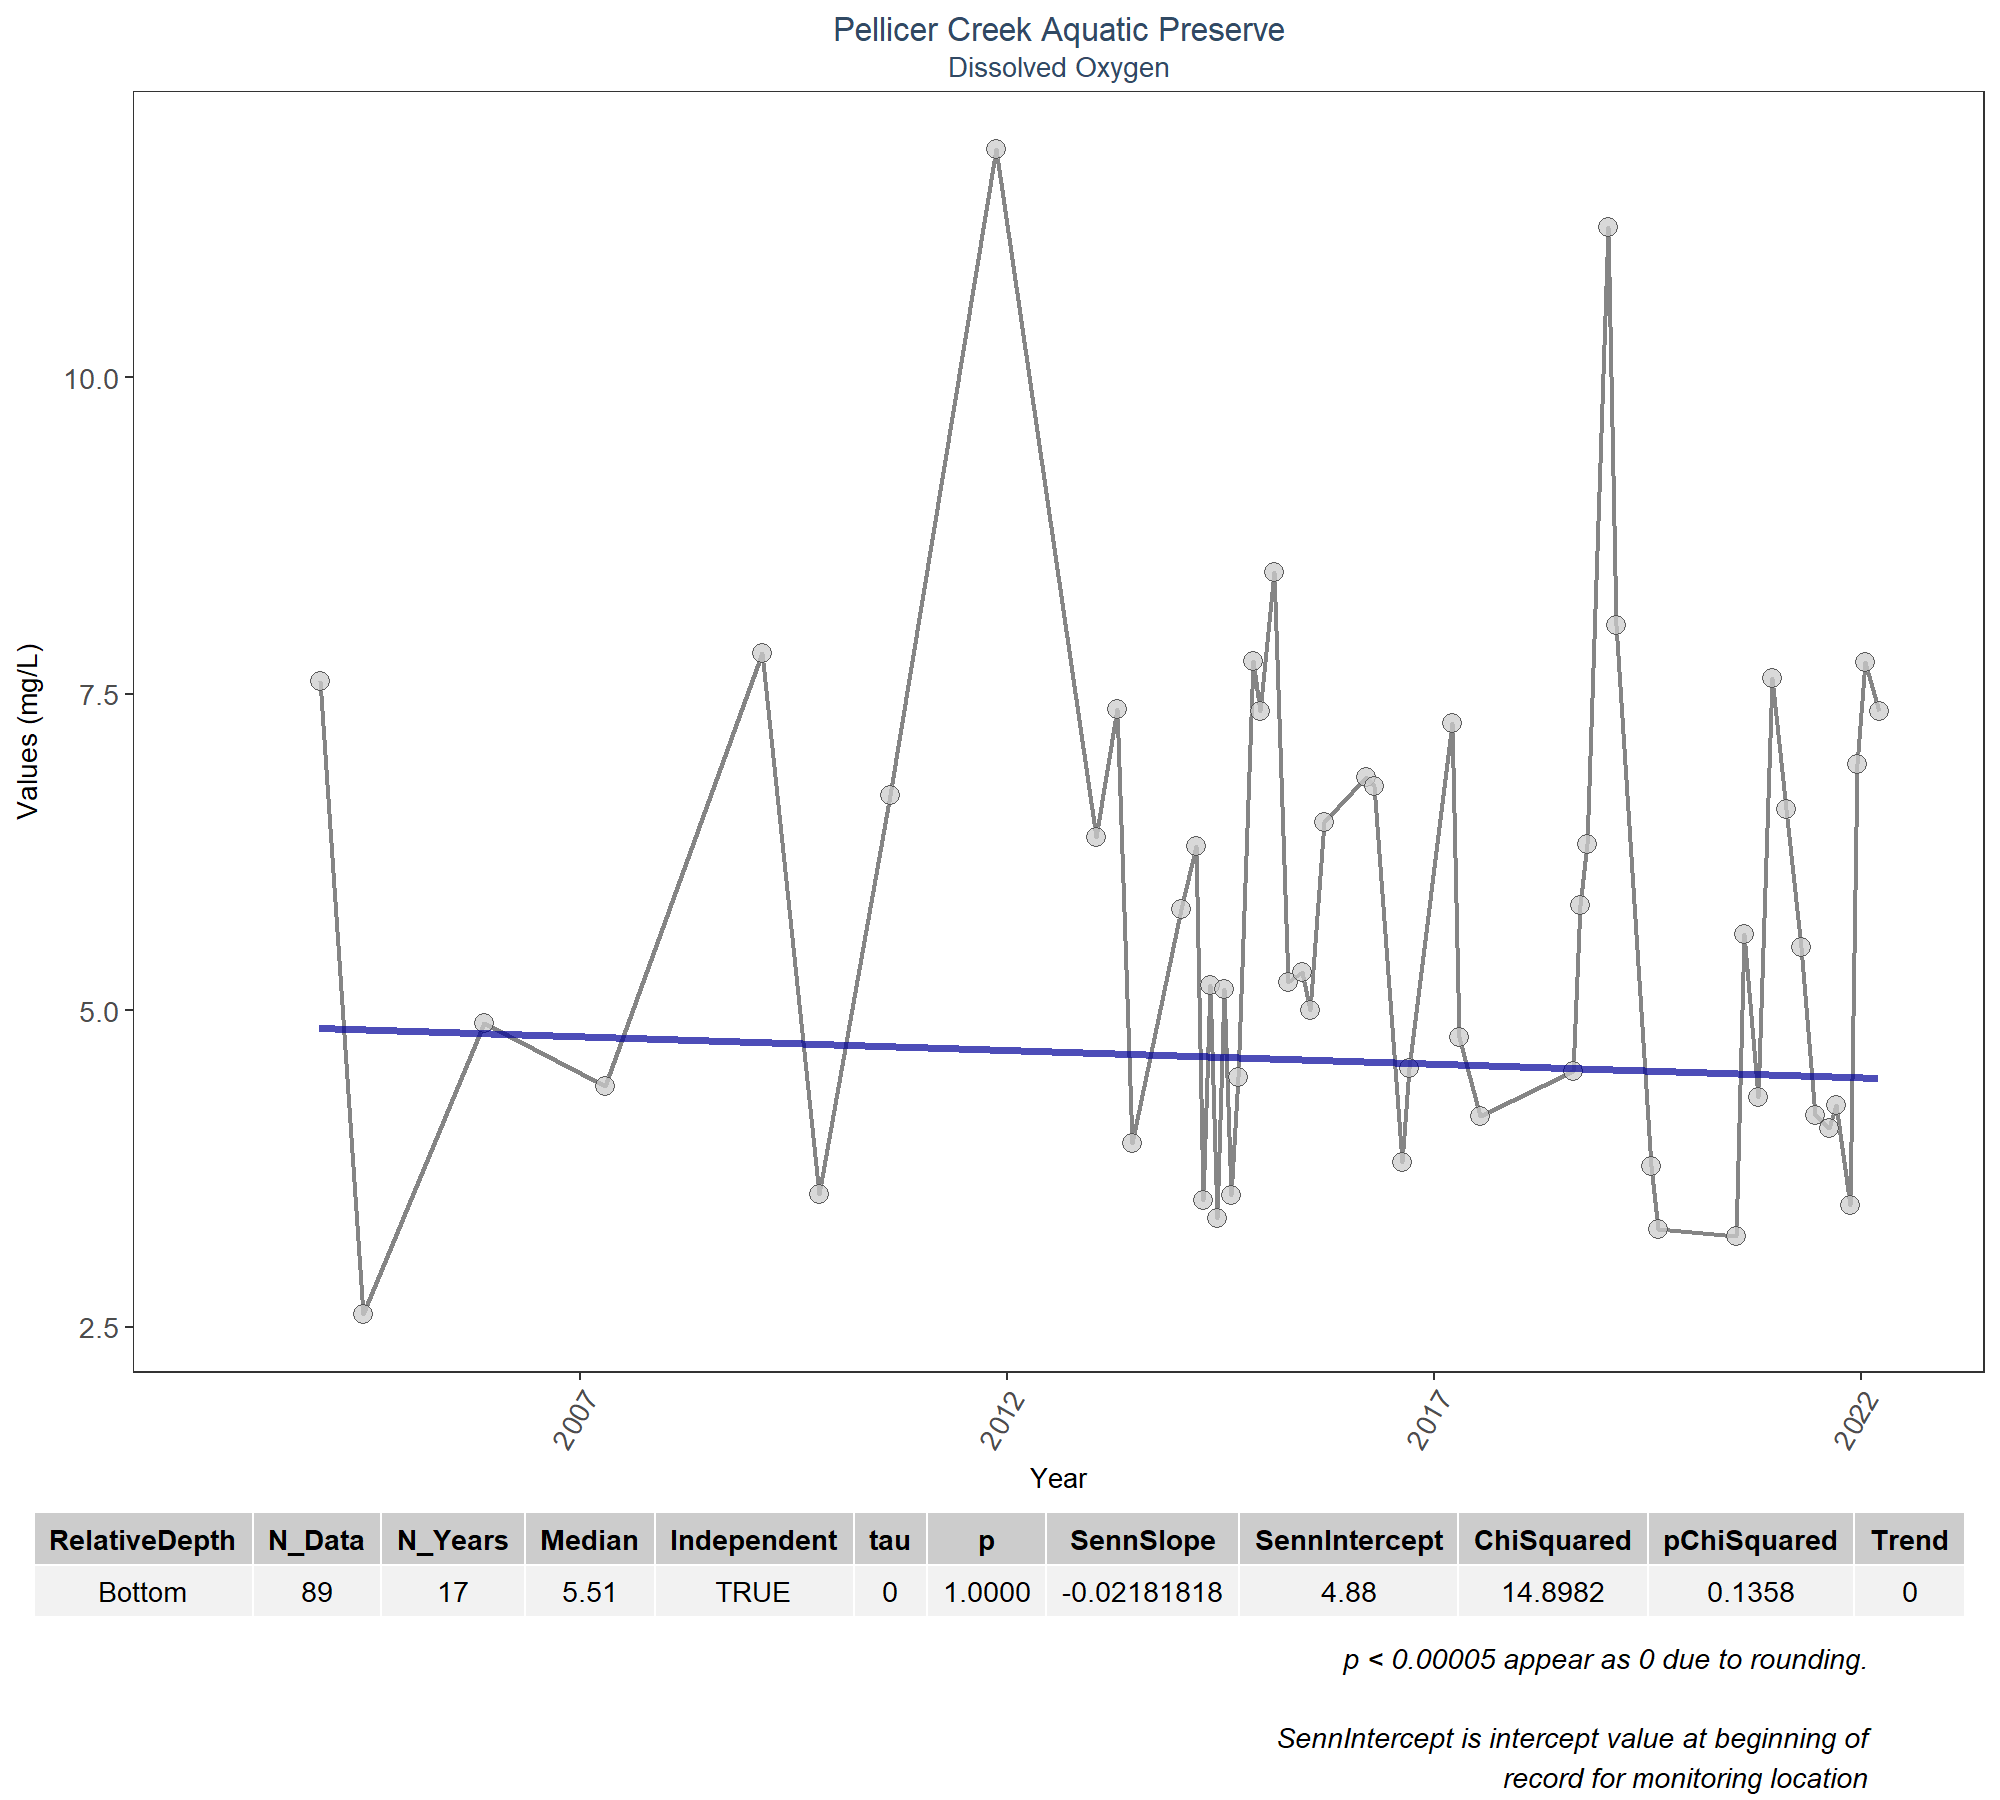 Pellicer Creek Aquatic Preserve
Dissolved Oxygen
Values (mg/L)
10.0
7.5
5.0
2.5
2007 2012 2017 2022
Year
RelativeDepth N_Data N_Years Median Independent tau p SennSlope SennIntercept ChiSquared pChiSquared Trend
Bottom 89 17 5.51 TRUE 0 1.0000 -0.02181818 4.88 14.8982 0.1358 0
p < 0.00005 appear as 0 due to rounding.
SennIntercept is intercept value at beginning of
record for monitoring location